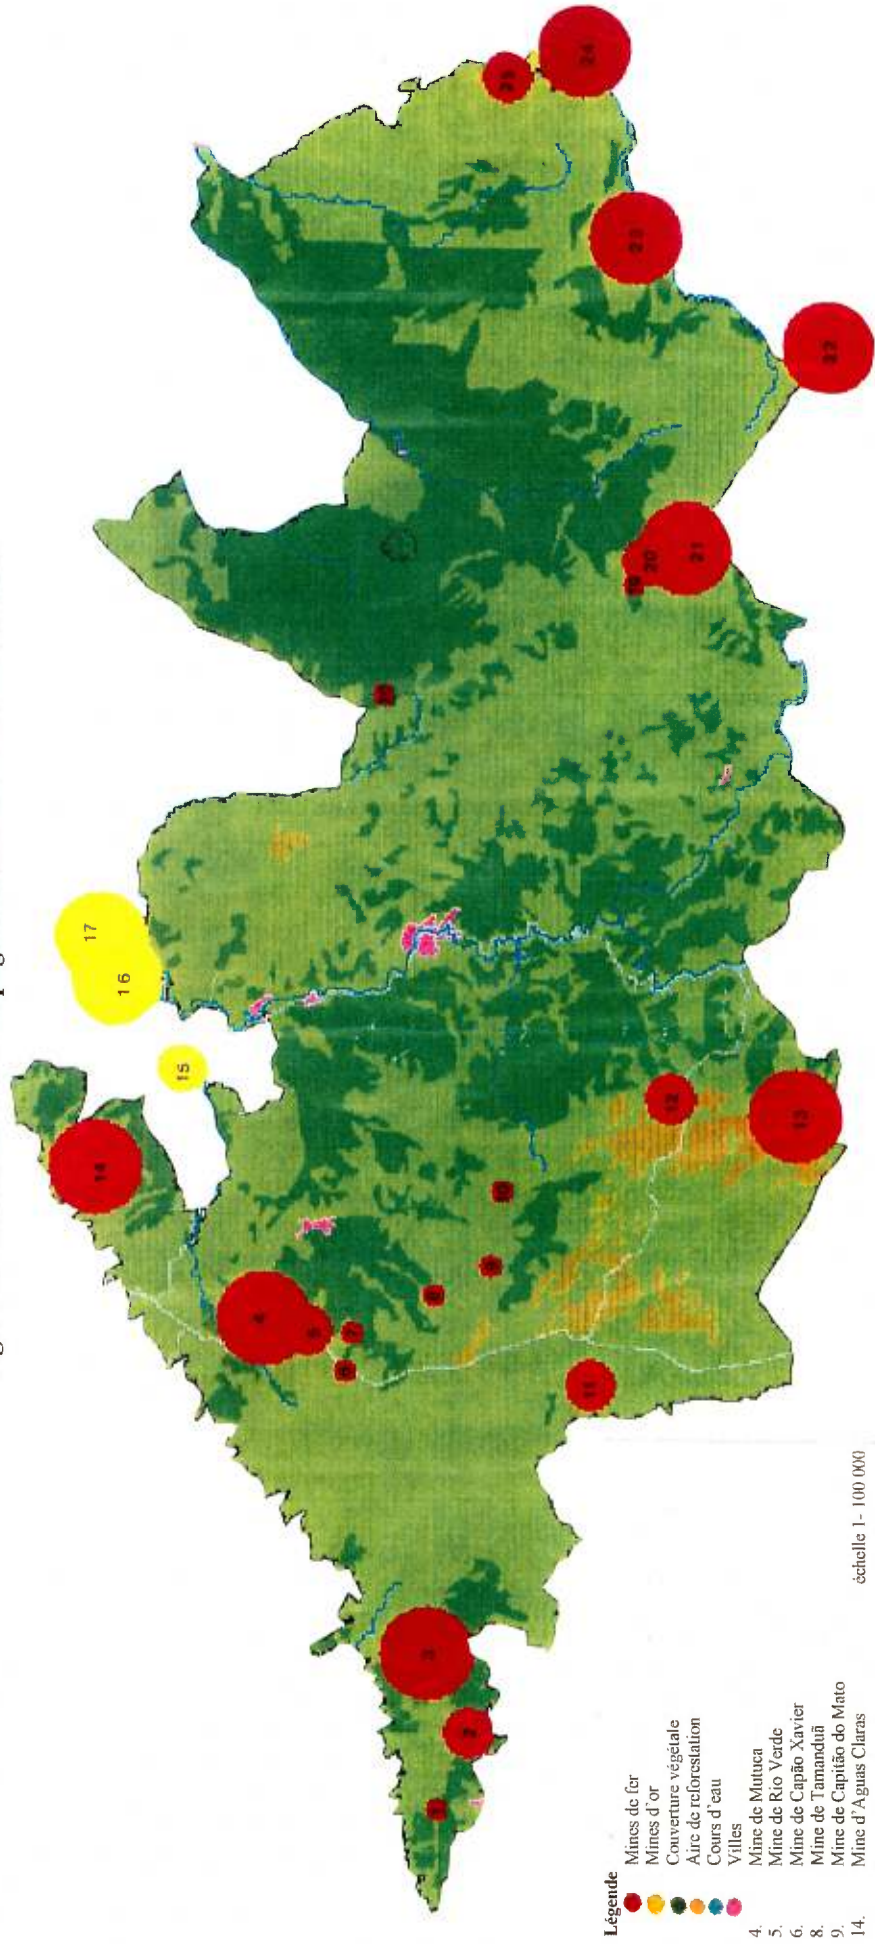 Légende
Mines de fer
Mines d'or
Couverture végétale
Aire de reforestation
Cours d'eau
Villes
4. Mine de Mutuca
5. Mine de Rio Verde
6. Mine de Capão Xavier
8. Mine de Tamanduá
9. Mine de Capitão do Mato
14. Mine d'Aguas Claras
échelle 1- 100 000
1
2
3
4
5
6
7
8
9
10
11
12
13
14
15
16
17
19
20
21
22
23
24
25